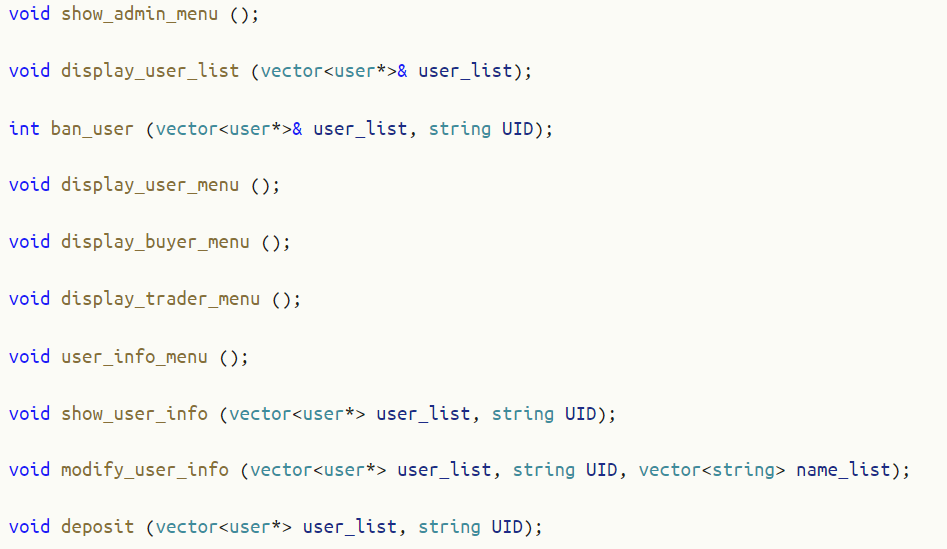 void show_admin_menu ();
void display_user_list (vector<user*>& user_list);
int ban_user (vector<user*>& user_list, string UID);
void display_user_menu ();
void display_buyer_menu ();
void display_trader_menu ();
void user_info_menu ();
void show_user_info (vector<user*> user_list, string UID);
void modify_user_info (vector<user*> user_list, string UID, vector<string> name_list);
void deposit (vector<user*> user_list, string UID);